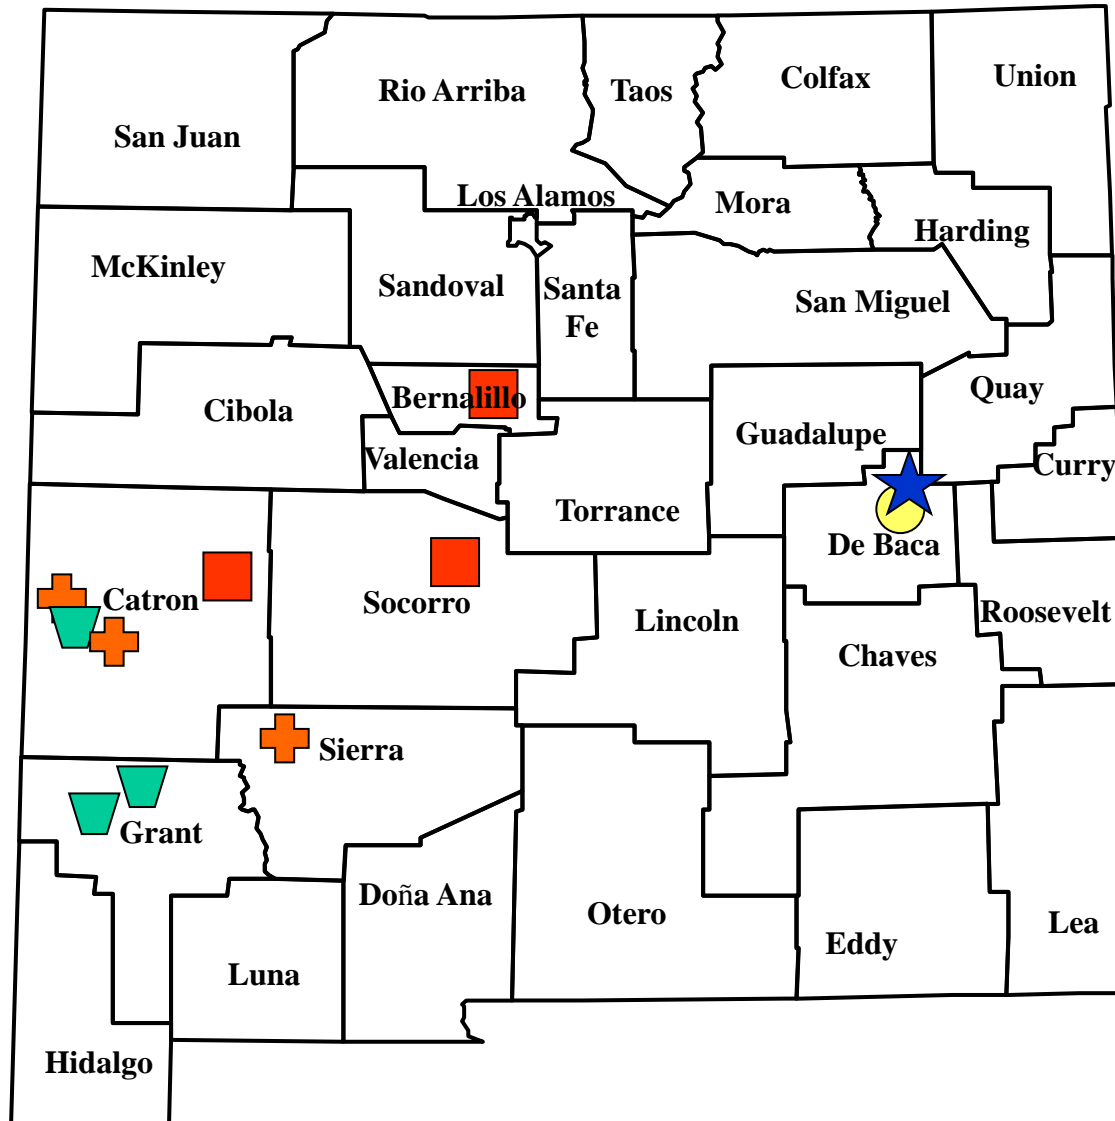 Union
Colfax
Rio Arriba
Taos
San Juan
Los Alamos
Mora
Harding
McKinley
Sandoval
Santa
Fe
San Miguel
Quay
Bernalillo
Cibola
Guadalupe
Valencia
Curry
Torrance
De Baca
Catron
Socorro
Lincoln
Roosevelt
Chaves
Sierra
Grant
Doña Ana
Otero
Lea
Eddy
Luna
Hidalgo